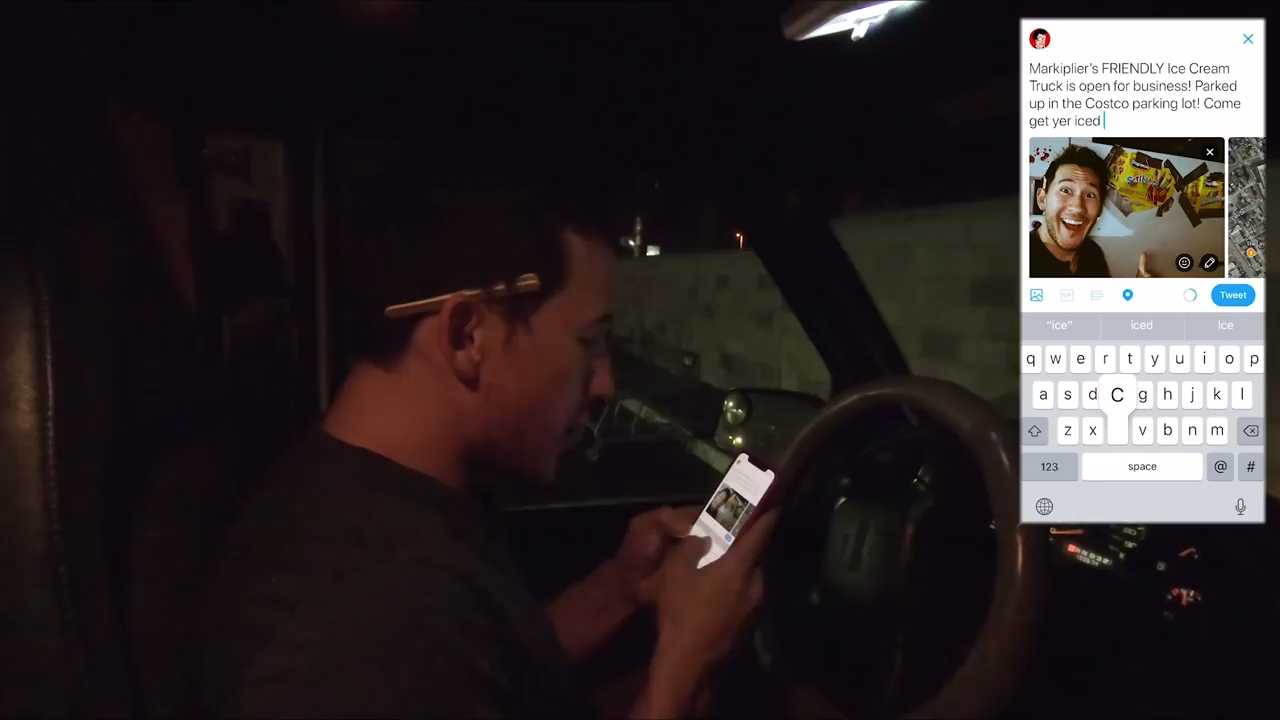 Markiplier's FRIENDLY Ice Cream
Truck is open for business! Parked
up in the Costco parking lot! Come
get yer iced
Tweet
"ice" iced Ice
q w e r t y u i o p
a s d C g h j k l
z x v b n m
123 space @ #